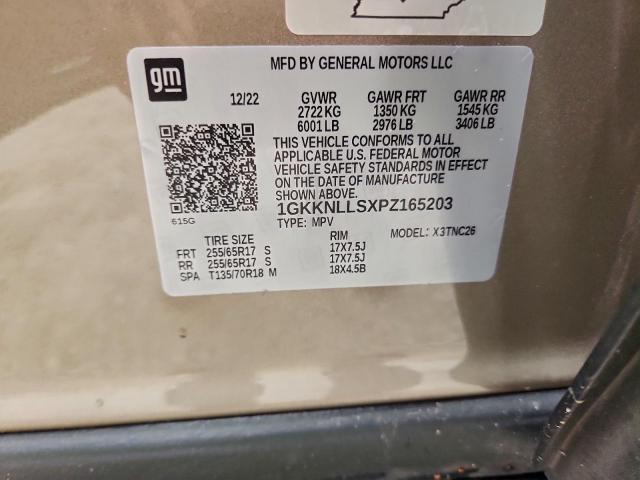 gm
MFD BY GENERAL MOTORS LLC
12/22 GVWR GAWR FRT GAWR RR
2722 KG 1350 KG 1545 KG
6001 LB 2976 LB 3406 LB
THIS VEHICLE CONFORMS TO ALL
APPLICABLE U.S. FEDERAL MOTOR
VEHICLE SAFETY STANDARDS IN EFFECT
ON THE DATE OF MANUFACTURE
SHOWN ABOVE.
615G
1GKKNLLSXPZ165203
TYPE: MPV MODEL: X3TNC26
TIRE SIZE RIM
FRT 255/65R17 S 17X7.5J
RR 255/65R17 S 17X7.5J
SPA T135/70R18 M 18X4.5B